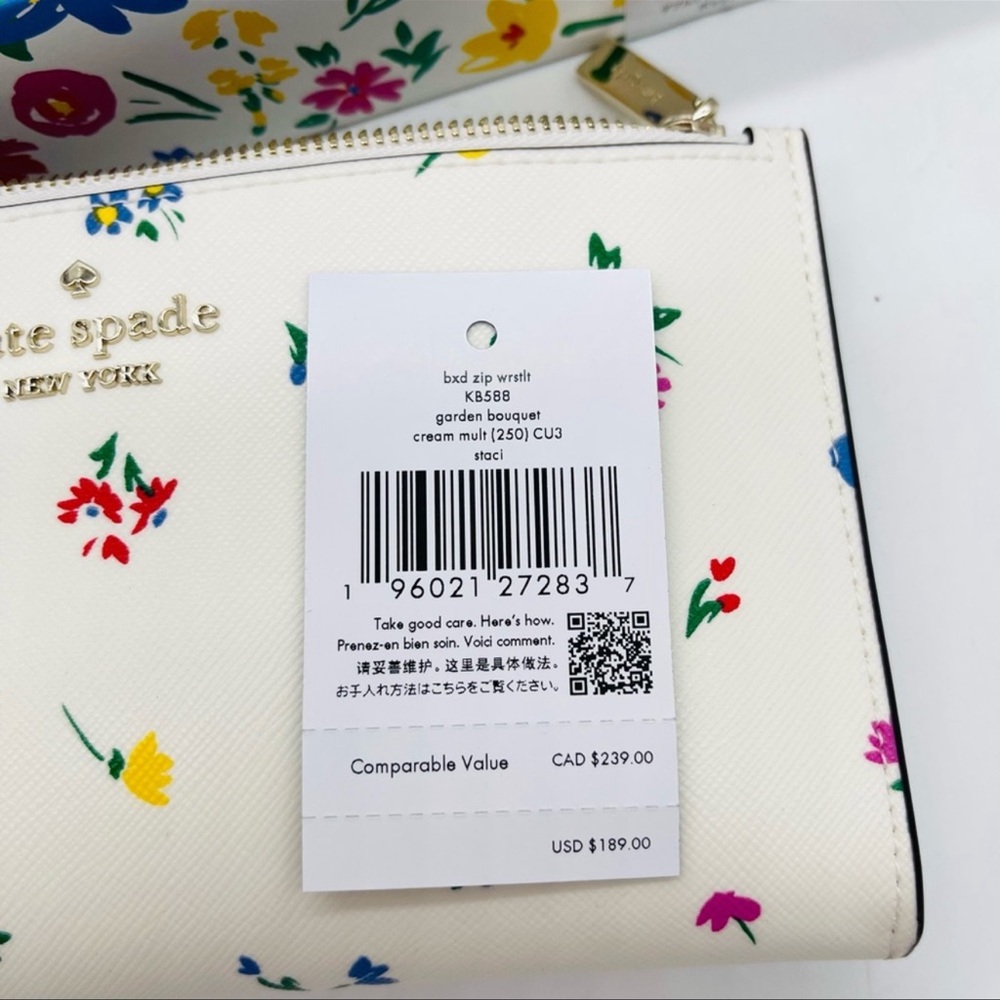 ate spade
NEW YORK
bxd zip wrstlt
KB588
garden bouquet
cream mult (250) CU3
staci
1 96021 27283 7
Take good care. Here's how.
Prenez-en bien soin. Voici comment.
请妥善维护。这里是具体做法。
お手入れ方法はこちらをご覧ください。
Comparable Value CAD $239.00
USD $189.00